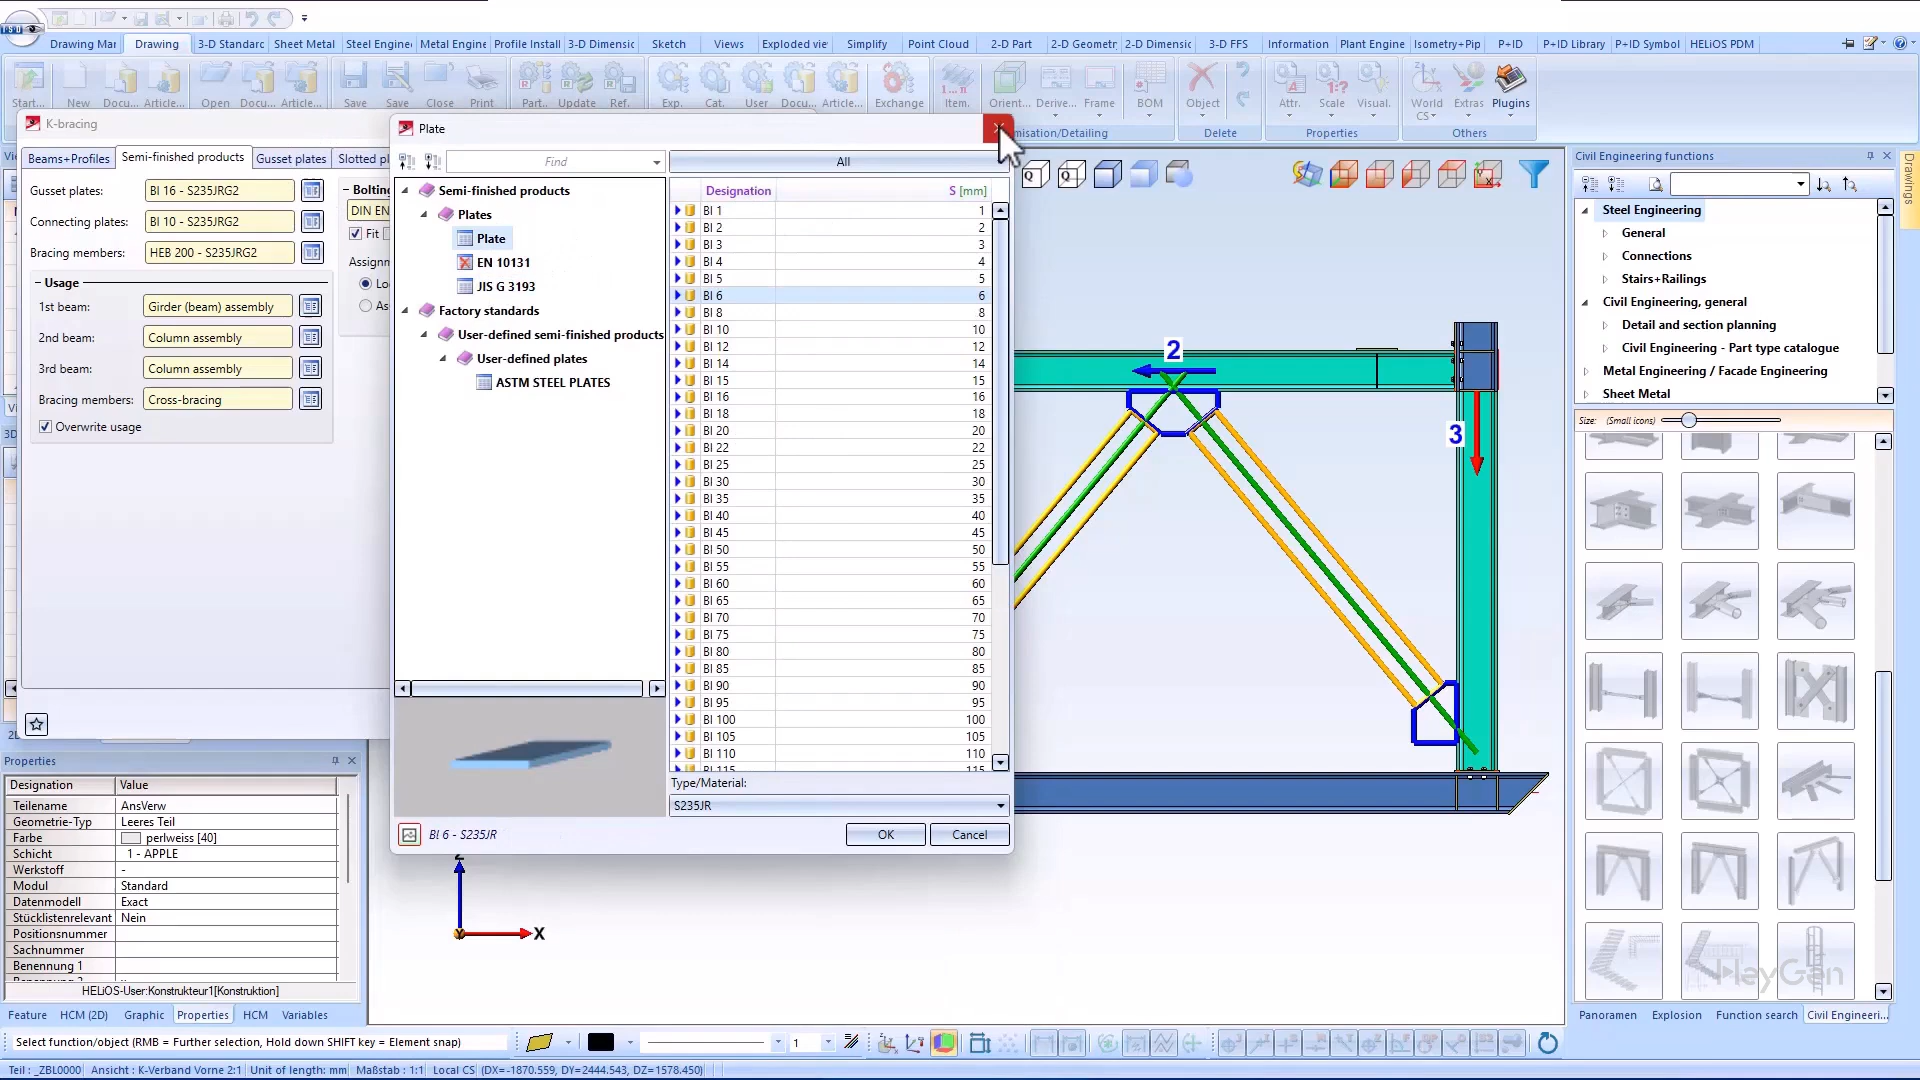 Drawing Mar Drawing 3-D Standarc Sheet Metal Steel Engine Metal Engine Profile Install 3-D Dimensic Sketch Views Exploded vie Simplify Point Cloud 2-D Part 2-D Geometr 2-D Dimensic 3-D FFS Information Plant Engine Isometry+Pip P+ID P+ID Library P+ID Symbol HELiOS PDM
Start... New Docu... Article... Open Docu... Article... Save Save Close Print Part.. Update Ref. Exp. Cat. User Docu... Article... Exchange Item. Orient... Derive... Frame BOM Object Attr. Scale Visual. World CS Extras Plugins
misation/Detailing Delete Properties Others
K-bracing
Beams+Profiles Semi-finished products Gusset plates Slotted pl
Gusset plates: BI 16 - S235JRG2
Connecting plates: BI 10 - S235JRG2
Bracing members: HEB 200 - S235JRG2
Usage
1st beam: Girder (beam) assembly
2nd beam: Column assembly
3rd beam: Column assembly
Bracing members: Cross-bracing
Overwrite usage
Bolting
DIN EN
Fit
Assignm
Lo
As
Plate
Find
All
Semi-finished products
Plates
Plate
EN 10131
JIS G 3193
Factory standards
User-defined semi-finished products
User-defined plates
ASTM STEEL PLATES
Designation S [mm]
BI 1 1
BI 2 2
BI 3 3
BI 4 4
BI 5 5
BI 6 6
BI 8 8
BI 10 10
BI 12 12
BI 14 14
BI 15 15
BI 16 16
BI 18 18
BI 20 20
BI 22 22
BI 25 25
BI 30 30
BI 35 35
BI 40 40
BI 45 45
BI 50 50
BI 55 55
BI 60 60
BI 65 65
BI 70 70
BI 75 75
BI 80 80
BI 85 85
BI 90 90
BI 95 95
BI 100 100
BI 105 105
BI 110 110
BI 115 115
Type/Material:
S235JR
BI 6 - S235JR
OK Cancel
2
3
X
Civil Engineering functions
Steel Engineering
General
Connections
Stairs+Railings
Civil Engineering, general
Detail and section planning
Civil Engineering - Part type catalogue
Metal Engineering / Facade Engineering
Sheet Metal
Size: (Small icons)
HeyGen
Panoramen Explosion Function search Civil Engineeri...
Drawings
Properties
Designation Value
Teilename AnsVerw
Geometrie-Typ Leeres Teil
Farbe perlweiss [40]
Schicht 1 - APPLE
Werkstoff -
Modul Standard
Datenmodell Exact
Stücklistenrelevant Nein
Positionsnummer
Sachnummer
Benennung 1
HELiOS-User:Konstrukteur1[Konstruktion]
Feature HCM (2D) Graphic Properties HCM Variables
Select function/object (RMB = Further selection, Hold down SHIFT key = Element snap)
1
Teil : _ZBL0000 Ansicht : K-Verband Vorne 2:1 Unit of length: mm Maßstab : 1:1 Local CS (DX=-1870.559, DY=2444.543, DZ=1578.450)